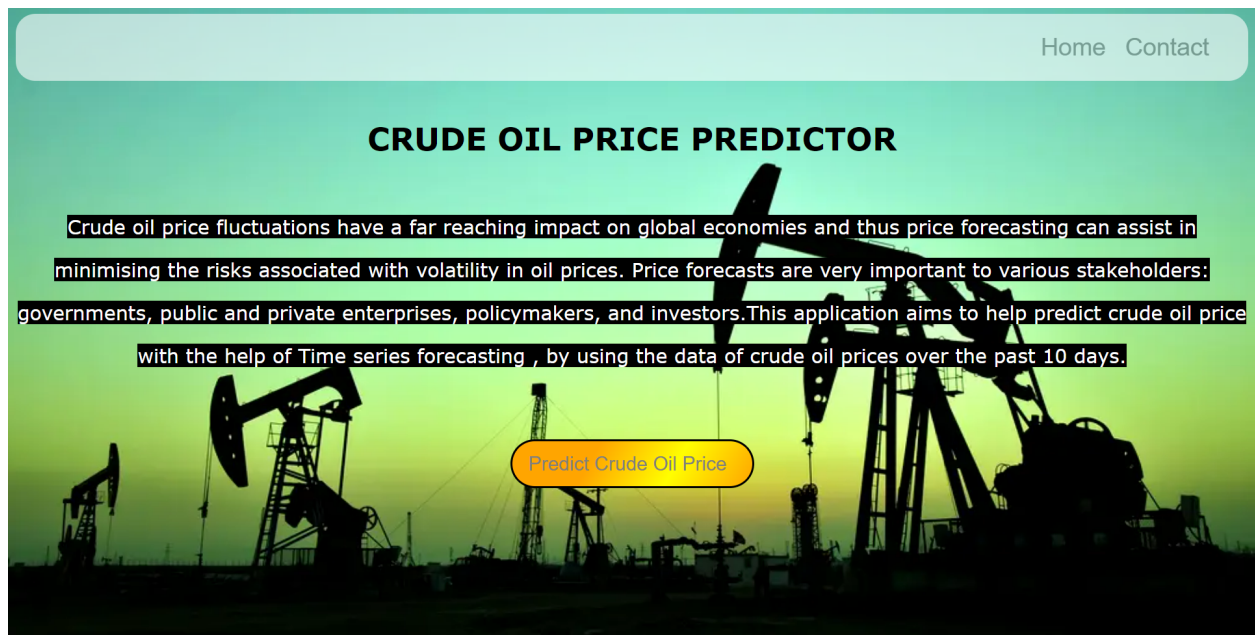 Home Contact
CRUDE OIL PRICE PREDICTOR
Crude oil price fluctuations have a far reaching impact on global economies and thus price forecasting can assist in
minimising the risks associated with volatility in oil prices. Price forecasts are very important to various stakeholders:
governments, public and private enterprises, policymakers, and investors.This application aims to help predict crude oil price
with the help of Time series forecasting , by using the data of crude oil prices over the past 10 days.
Predict Crude Oil Price